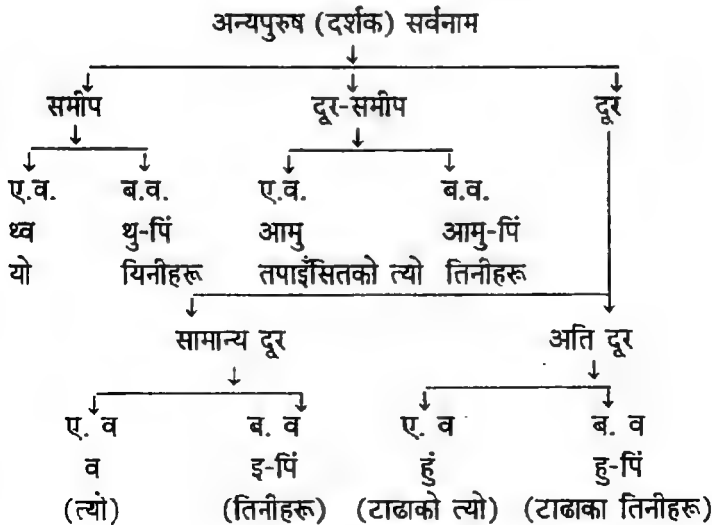 अन्यपुरुष (दर्शक) सर्वनाम
समीप दूर-समीप दूर
ए.व. ब.व. ए.व. ब.व.
थ्व थु-पिं आमु आमु-पिं
यो यिनीहरू तपाइँसितको त्यो तिनीहरू
सामान्य दूर अति दूर
ए. व ब. व ए. व ब. व
व इ-पिं हुं हु-पिं
(त्यो) (तिनीहरू) (टाढाको त्यो) (टाढाका तिनीहरू)